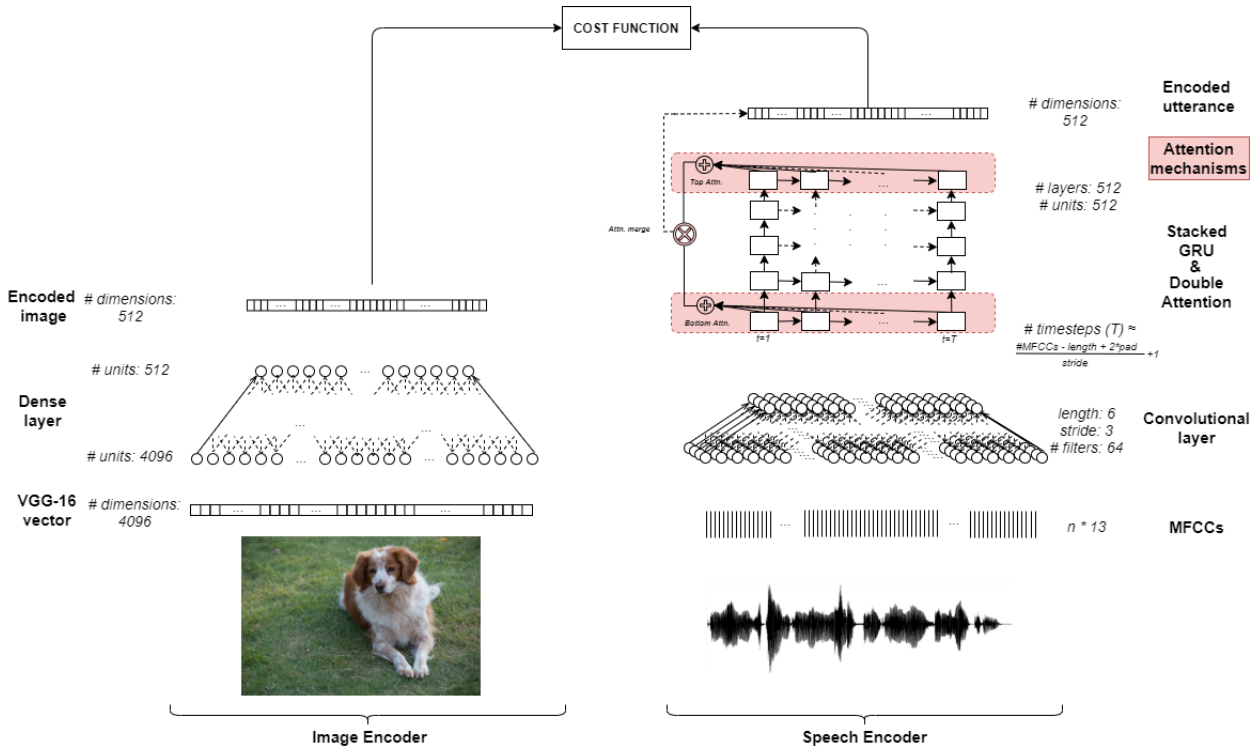 COST FUNCTION
Encoded
utterance
# dimensions:
512
Attention
mechanisms
Top Attn.
# layers: 512
# units: 512
Attn. merge
Stacked
GRU
&
Double
Attention
Bottom Attn.
t=1
t=T
# timesteps (T) ≈
#MFCCs - length + 2*pad
stride
+1
length: 6
stride: 3
# filters: 64
Convolutional
layer
n * 13
MFCCs
Speech Encoder
Encoded
image
# dimensions:
512
# units: 512
Dense
layer
# units: 4096
VGG-16
vector
# dimensions:
4096
Image Encoder